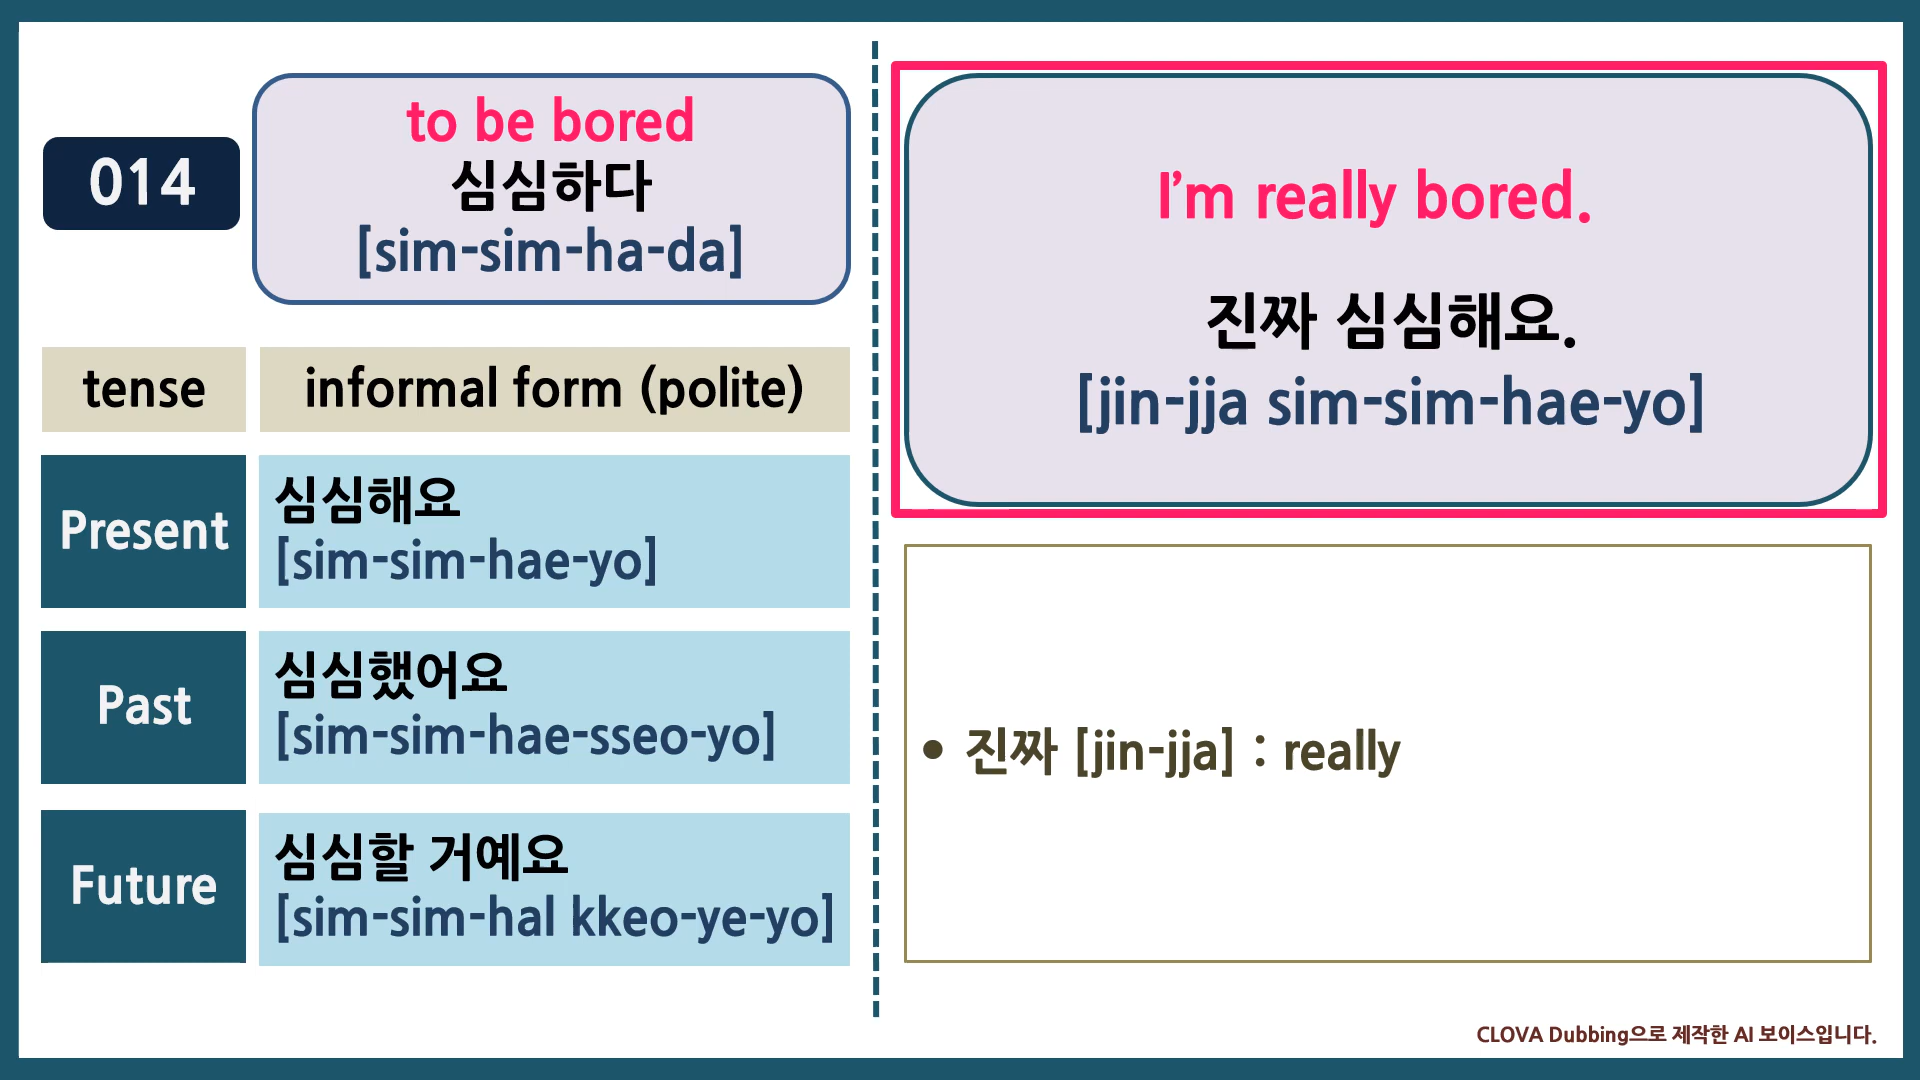 014
to be bored
심심하다
[sim-sim-ha-da]
tense
informal form (polite)
Present
심심해요
[sim-sim-hae-yo]
Past
심심했어요
[sim-sim-hae-sseo-yo]
Future
심심할 거예요
[sim-sim-hal kkeo-ye-yo]
I'm really bored.
진짜 심심해요.
[jin-jja sim-sim-hae-yo]
• 진짜 [jin-jja] : really
CLOVA Dubbing으로 제작한 AI 보이스입니다.